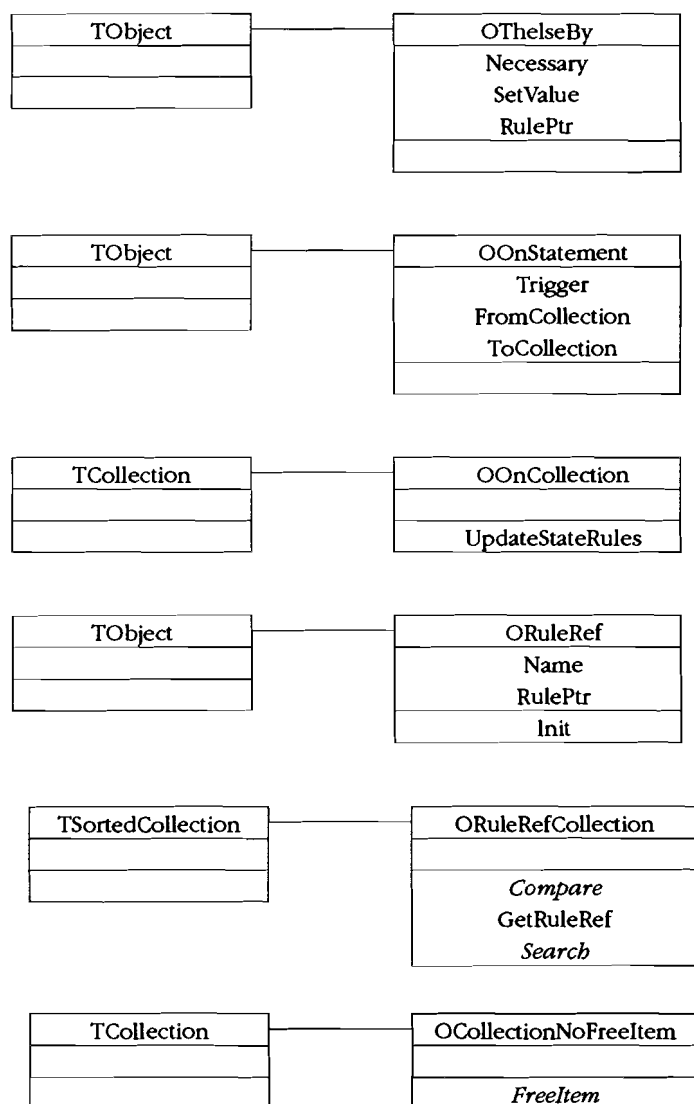 TObject
OThelseBy
Necessary
SetValue
RulePtr
TObject
OOnStatement
Trigger
FromCollection
ToCollection
TCollection
OOnCollection
UpdateStateRules
TObject
ORuleRef
Name
RulePtr
Init
TSortedCollection
ORuleRefCollection
Compare
GetRuleRef
Search
TCollection
OCollectionNoFreeItem
FreeItem